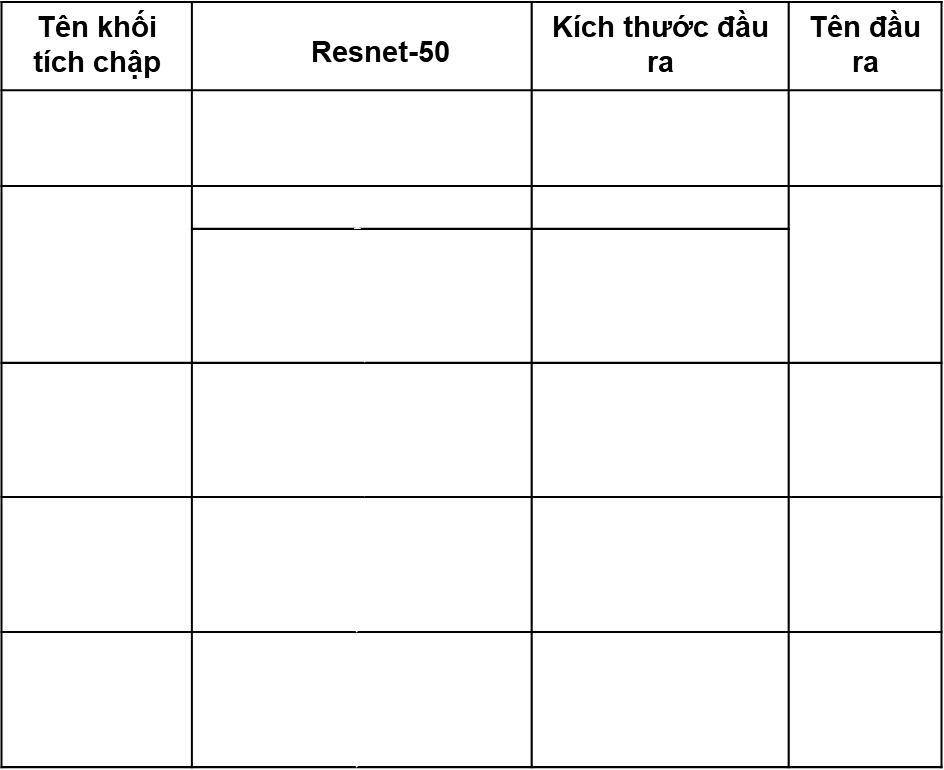 Tên khối
tích chập
Resnet-50
Kích thước đầu
ra
Tên đầu
ra